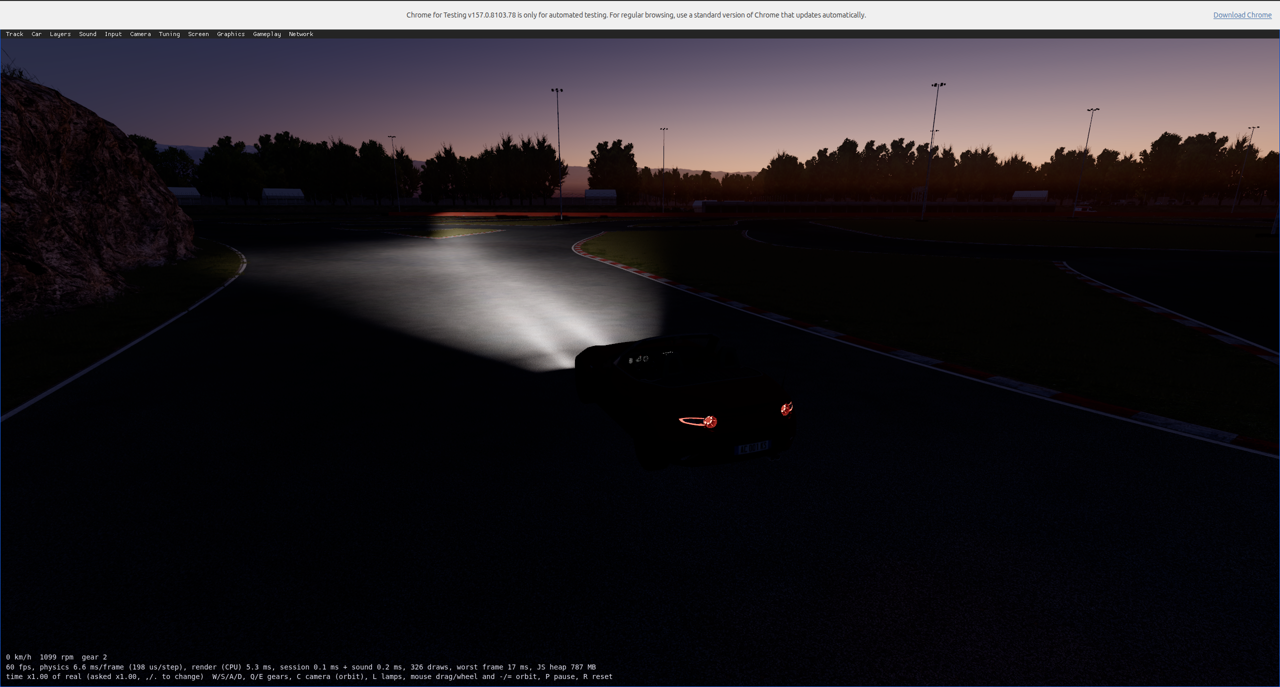 Chrome for Testing v157.0.8103.78 is only for automated testing. For regular browsing, use a standard version of Chrome that updates automatically. Download Chrome
Track Car Layers Sound Input Camera Tuning Screen Graphics Gameplay Network
0 km/h 1099 rpm gear 2
60 fps, physics 6.6 ms/frame (198 us/step), render (CPU) 5.3 ms, session 0.1 ms + sound 0.2 ms, 326 draws, worst frame 17 ms, JS heap 787 MB
time x1.00 of real (asked x1.00, ,/. to change) W/S/A/D, Q/E gears, C camera (orbit), L lamps, mouse drag/wheel and -/= orbit, P pause, R reset